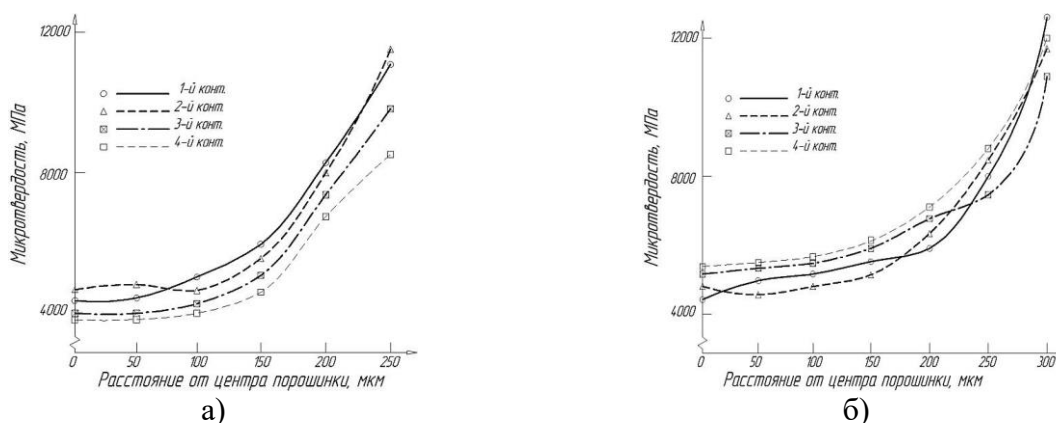 12000
8000
4000
Микротвердость, МПа
1-й конт.
2-й конт.
3-й конт.
4-й конт.
0 50 100 150 200 250
Расстояние от центра порошинки, мкм
а)
12000
8000
4000
Микротвердость, МПа
1-й конт.
2-й конт.
3-й конт.
4-й конт.
0 50 100 150 200 250 300
Расстояние от центра порошинки, мкм
б)